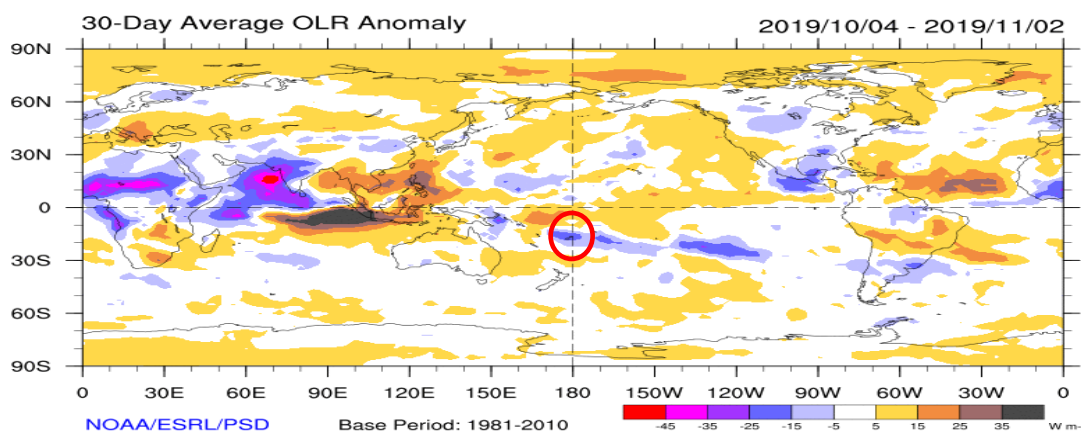 30-Day Average OLR Anomaly 2019/10/04 - 2019/11/02
90N
60N
30N
0
30S
60S
90S
0 30E 60E 90E 120E 150E 180 150W 120W 90W 60W 30W 0
-45 -35 -25 -15 -5 5 15 25 35 W m-
NOAA/ESRL/PSD Base Period: 1981-2010